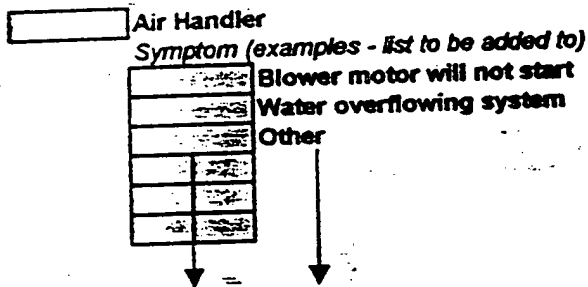 Air Handler
Symptom (examples - list to be added to)
Blower motor will not start
Water overflowing system
Other